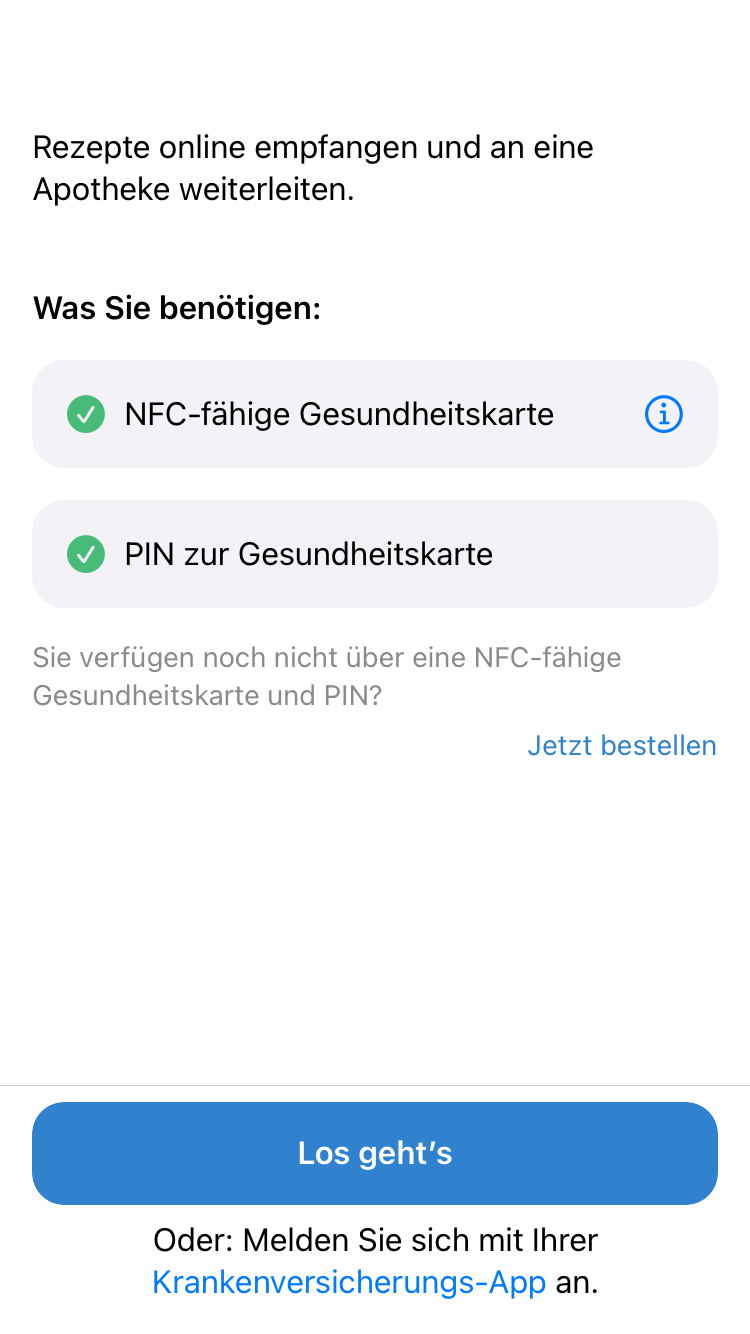 Rezepte online empfangen und an eine
Apotheke weiterleiten.
Was Sie benötigen:
NFC-fähige Gesundheitskarte
PIN zur Gesundheitskarte
Sie verfügen noch nicht über eine NFC-fähige
Gesundheitskarte und PIN?
Jetzt bestellen
Los geht’s
Oder: Melden Sie sich mit Ihrer
Krankenversicherungs-App an.